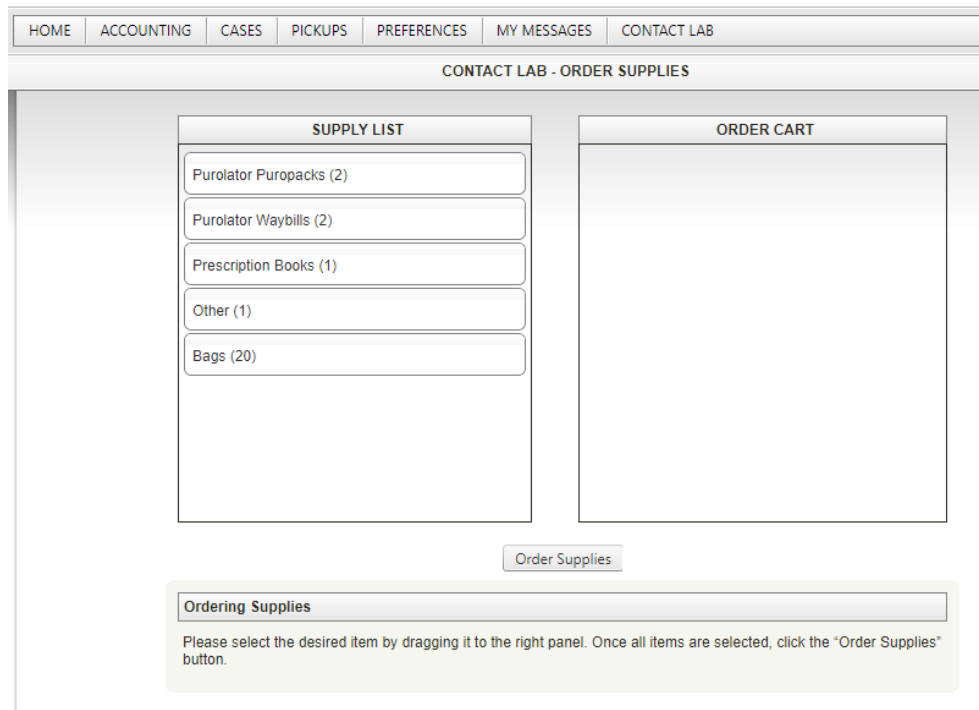 HOME ACCOUNTING CASES PICKUPS PREFERENCES MY MESSAGES CONTACT LAB
CONTACT LAB - ORDER SUPPLIES
SUPPLY LIST
Purolator Puropacks (2)
Purolator Waybills (2)
Prescription Books (1)
Other (1)
Bags (20)
ORDER CART
Order Supplies
Ordering Supplies
Please select the desired item by dragging it to the right panel. Once all items are selected, click the “Order Supplies”
button.